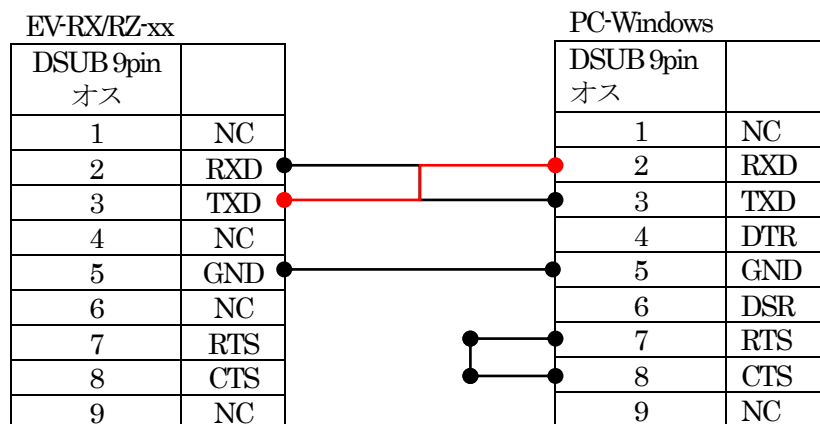 EV-RX/RZ-xx
DSUB 9pin
オス
1 NC
2 RXD
3 TXD
4 NC
5 GND
6 NC
7 RTS
8 CTS
9 NC
PC-Windows
DSUB 9pin
オス
1 NC
2 RXD
3 TXD
4 DTR
5 GND
6 DSR
7 RTS
8 CTS
9 NC